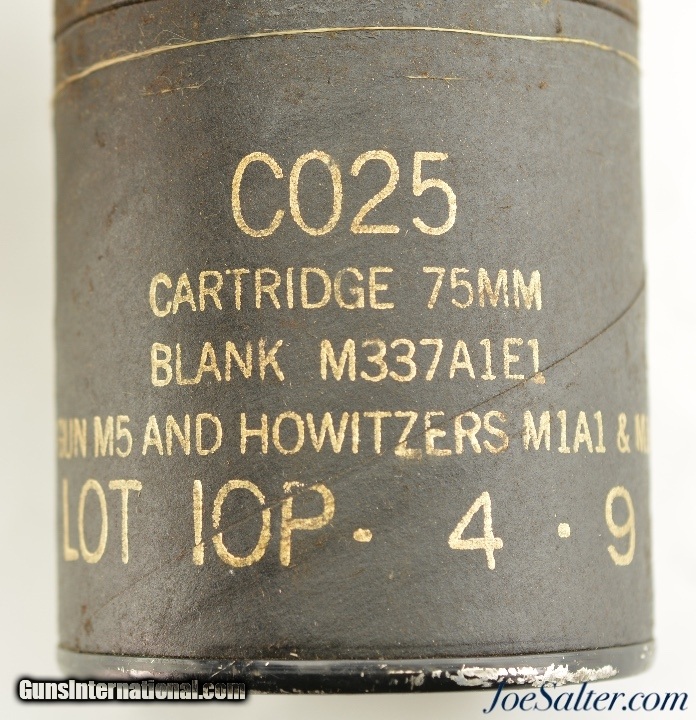 C025
CARTRIDGE 75MM
BLANK M337A1E1
GUN M5 AND HOWITZERS M1A1 &
LOT IOP· 4 · 9
GunsInternational.com
JoeSalter.com